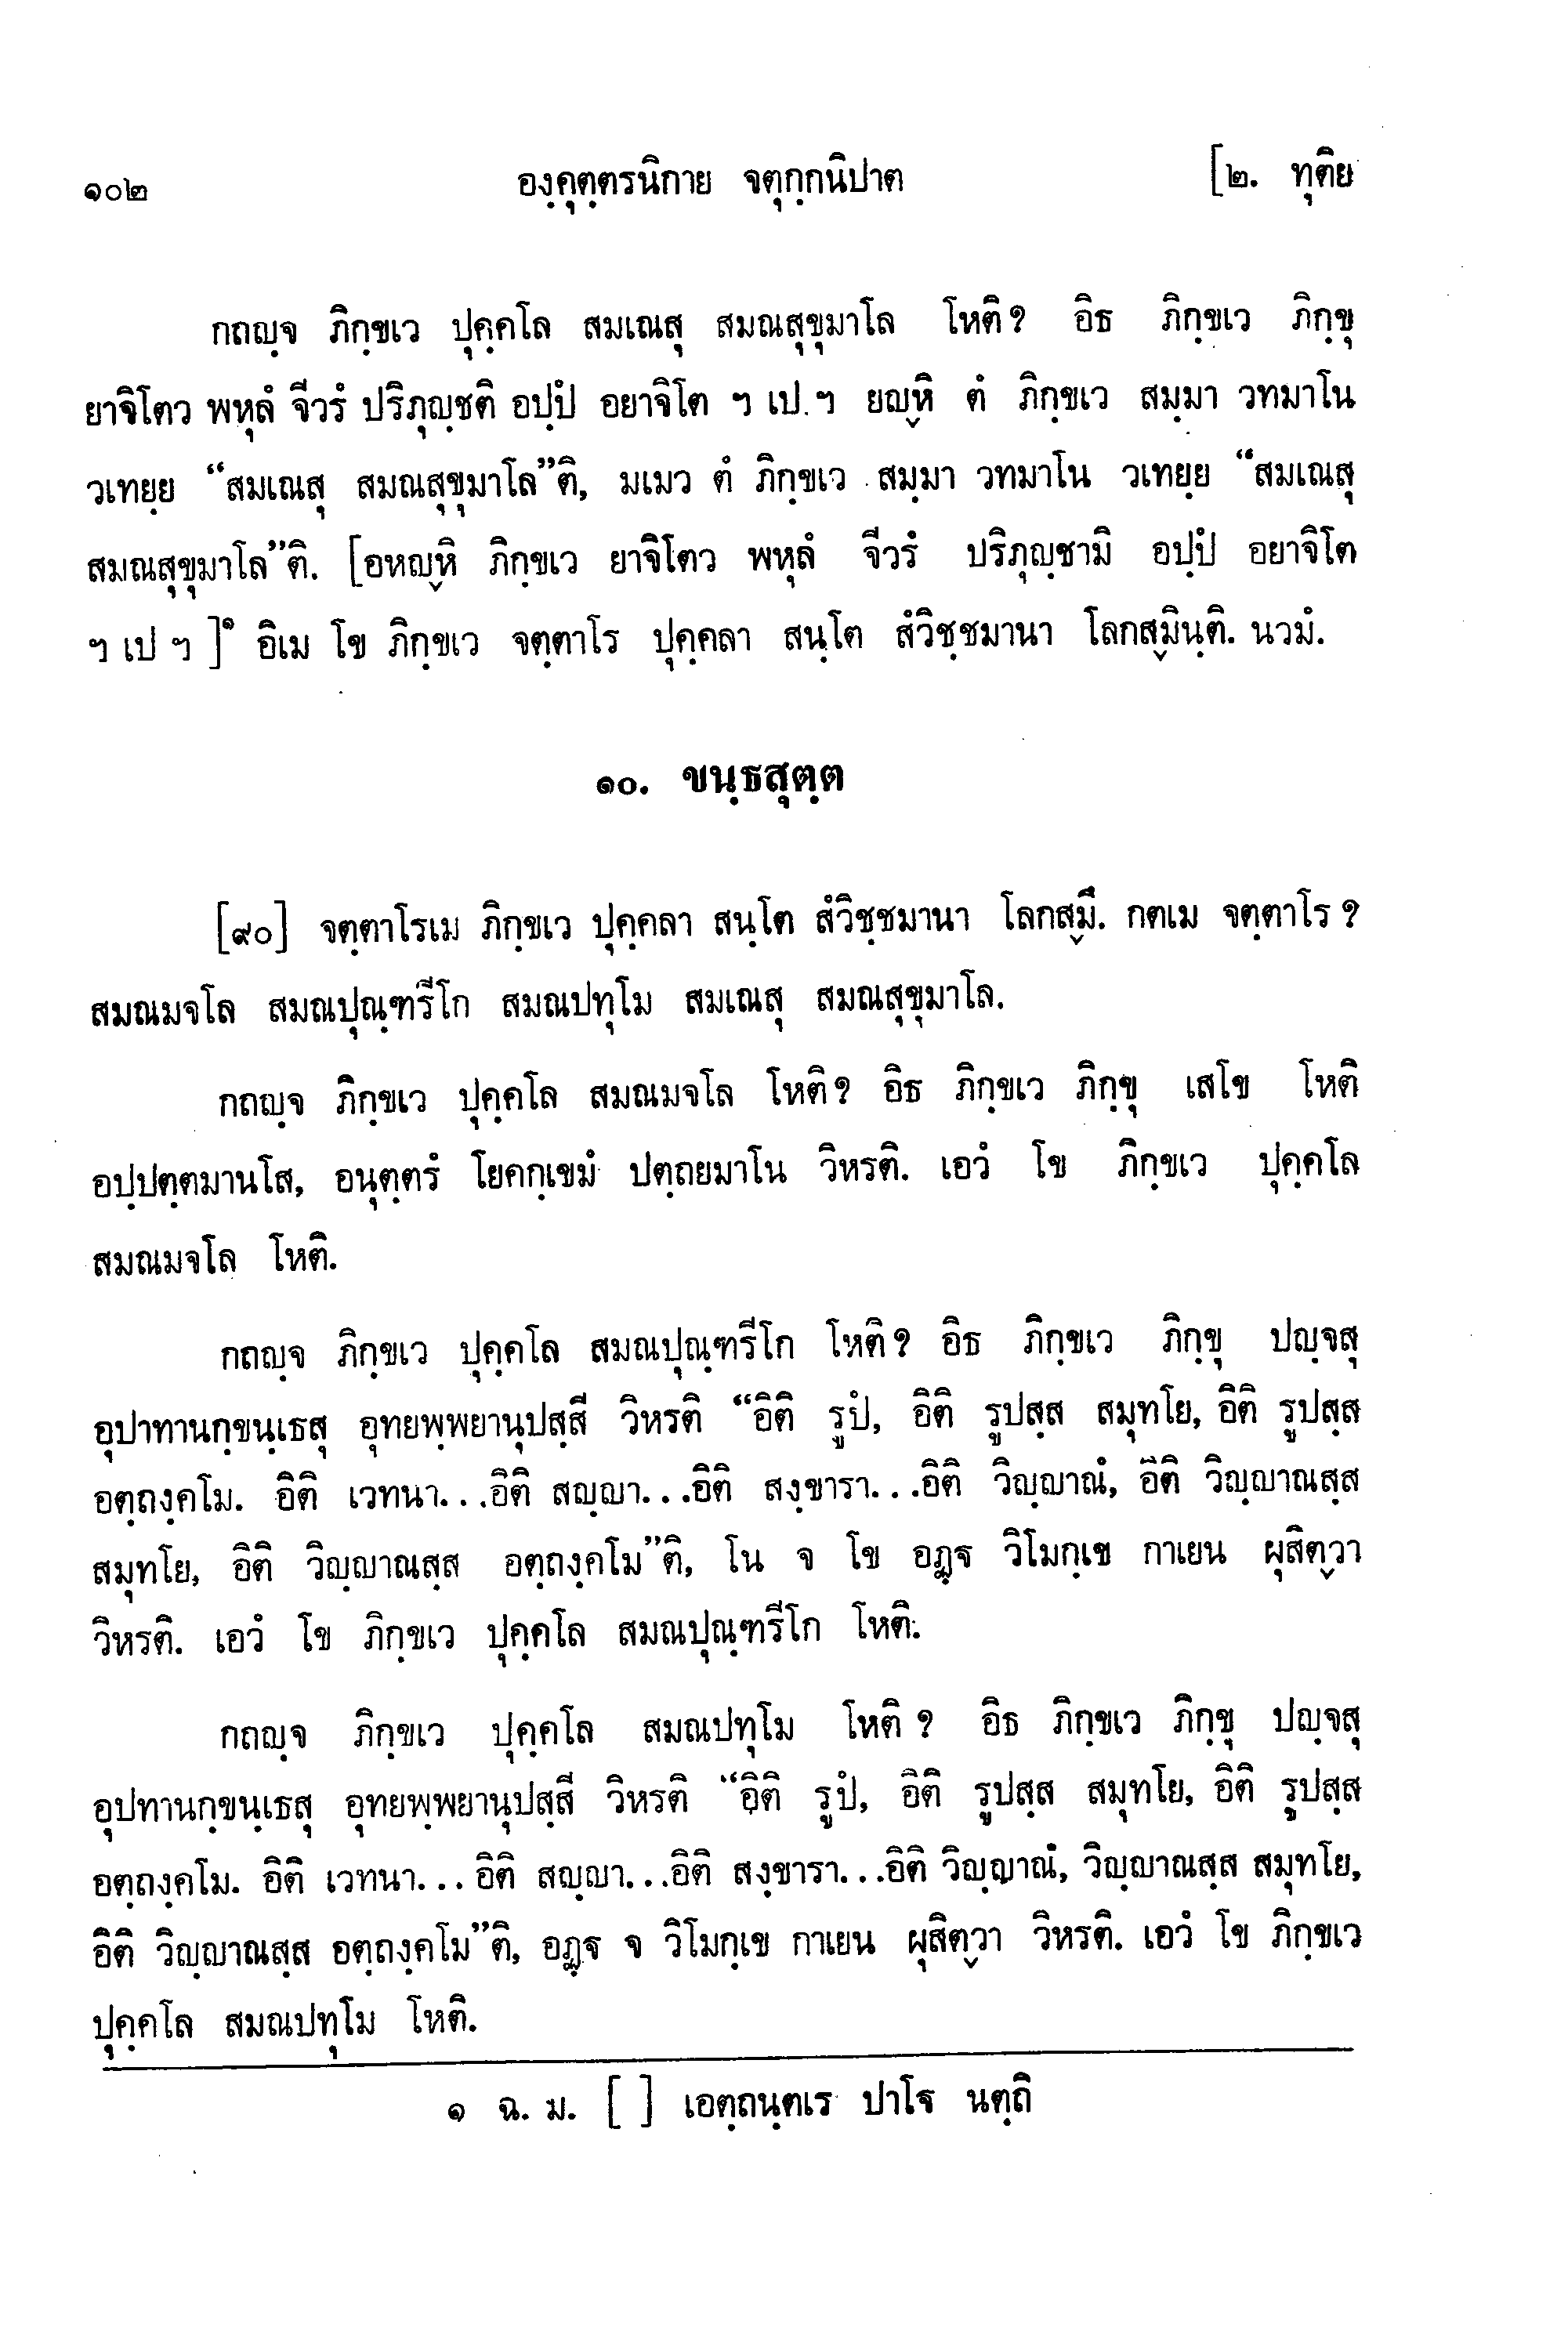 ๑๐๒ องฺคุตฺตรนิกาย จตุกฺกนิปาต [๒. ทุติย
กถญฺจ ภิกฺขเว ปุคฺคโล สมเณสุ สมณสุขุมาโล โหติ? อิธ ภิกฺขเว ภิกฺขุ
ยาจิโตว พหุลํ จีวรํ ปริภุญฺชติ อปฺปํ อยาจิโต ฯ เป ฯ ยญฺหิ ตํ ภิกฺขเว สมฺมา วทมาโน
วเทยฺย “สมเณสุ สมณสุขุมาโล”ติ, มเมว ตํ ภิกฺขเว สมฺมา วทมาโน วเทยฺย “สมเณสุ
สมณสุขุมาโล”ติ. [อหญฺหิ ภิกฺขเว ยาจิโตว พหุลํ จีวรํ ปริภุญฺชามิ อปฺปํ อยาจิโต
ฯ เป ฯ ]๑ อิเม โข ภิกฺขเว จตฺตาโร ปุคฺคลา สนฺโต สํวิชฺชมานา โลกสฺมินฺติ. นวมํ.
๑๐. ขนฺธสุตฺต
[๙๐] จตฺตาโรเม ภิกฺขเว ปุคฺคลา สนฺโต สํวิชฺชมานา โลกสฺมึ. กตเม จตฺตาโร ?
สมณมจโล สมณปุณฺฑรีโก สมณปทุโม สมเณสุ สมณสุขุมาโล.
กถญฺจ ภิกฺขเว ปุคฺคโล สมณมจโล โหติ? อิธ ภิกฺขเว ภิกฺขุ เสโข โหติ
อปฺปตฺตมานโส, อนุตฺตรํ โยคกฺเขมํ ปตฺถยมาโน วิหรติ. เอวํ โข ภิกฺขเว ปุคฺคโล
สมณมจโล โหติ.
กถญฺจ ภิกฺขเว ปุคฺคโล สมณปุณฺฑรีโก โหติ? อิธ ภิกฺขเว ภิกฺขุ ปญฺจสุ
อุปาทานกฺขนฺเธสุ อุทยพฺพยานุปสฺสี วิหรติ “อิติ รูปํ, อิติ รูปสฺส สมุทโย, อิติ รูปสฺส
อตฺถงฺคโม. อิติ เวทนา...อิติ สญฺญา...อิติ สงฺขารา...อิติ วิญฺญาณํ, อิติ วิญฺญาณสฺส
สมุทโย, อิติ วิญฺญาณสฺส อตฺถงฺคโม”ติ, โน จ โข อฏฺฐ วิโมกฺเข กาเยน ผุสิตฺวา
วิหรติ. เอวํ โข ภิกฺขเว ปุคฺคโล สมณปุณฺฑรีโก โหติ.
กถญฺจ ภิกฺขเว ปุคฺคโล สมณปทุโม โหติ ? อิธ ภิกฺขเว ภิกฺขุ ปญฺจสุ
อุปทานกฺขนฺเธสุ อุทยพฺพยานุปสฺสี วิหรติ “อิติ รูปํ, อิติ รูปสฺส สมุทโย, อิติ รูปสฺส
อตฺถงฺคโม. อิติ เวทนา...อิติ สญฺญา...อิติ สงฺขารา...อิติ วิญฺญาณํ, วิญฺญาณสฺส สมุทโย,
อิติ วิญฺญาณสฺส อตฺถงฺคโม”ติ, อฏฺฐ จ วิโมกฺเข กาเยน ผุสิตฺวา วิหรติ. เอวํ โข ภิกฺขเว
ปุคฺคโล สมณปทุโม โหติ.
๑ ฉ. ม. [ ] เอตฺถนฺตเร ปาโฐ นตฺถิ